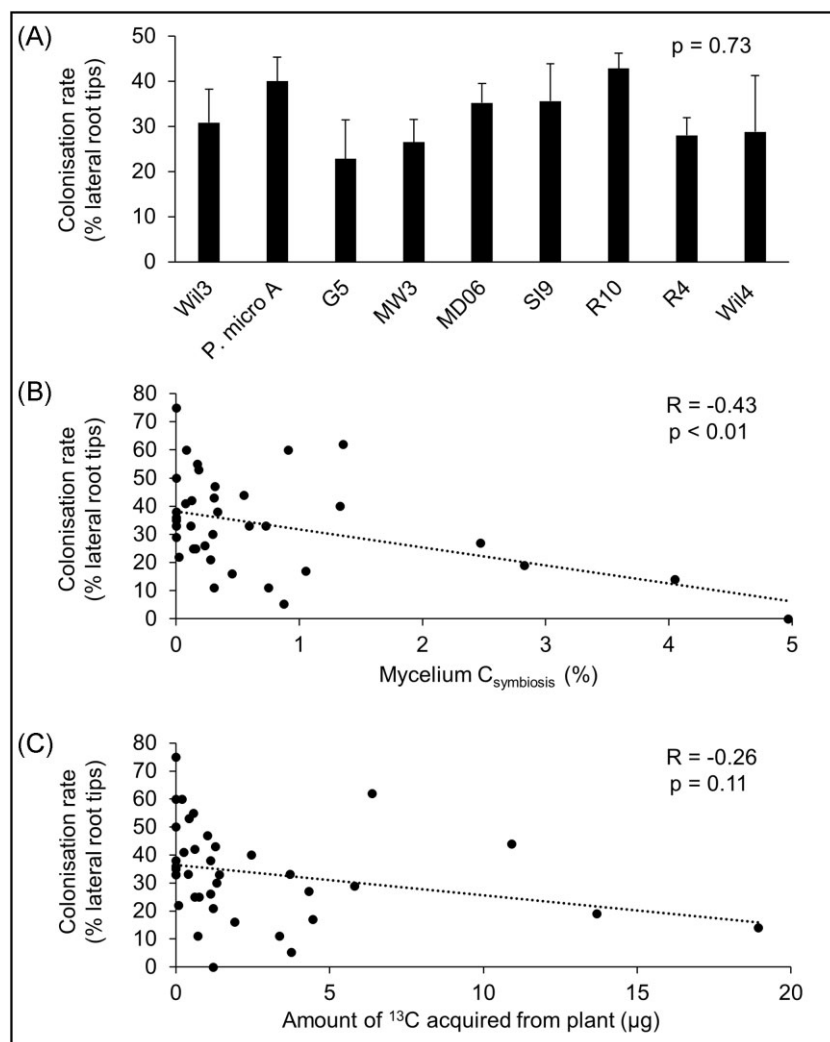 (A)
Colonisation rate
(% lateral root tips)
50
40
30
20
10
0
p = 0.73
Wil3
P. micro A
G5
MW3
MD06
SI9
R10
R4
Wil4
(B)
Colonisation rate
(% lateral root tips)
80
70
60
50
40
30
20
10
0
R = -0.43
p < 0.01
0 1 2 3 4 5
Mycelium Csymbiosis (%)
(C)
Colonisation rate
(% lateral root tips)
80
70
60
50
40
30
20
10
0
R = -0.26
p = 0.11
0 5 10 15 20
Amount of ¹³C acquired from plant (µg)